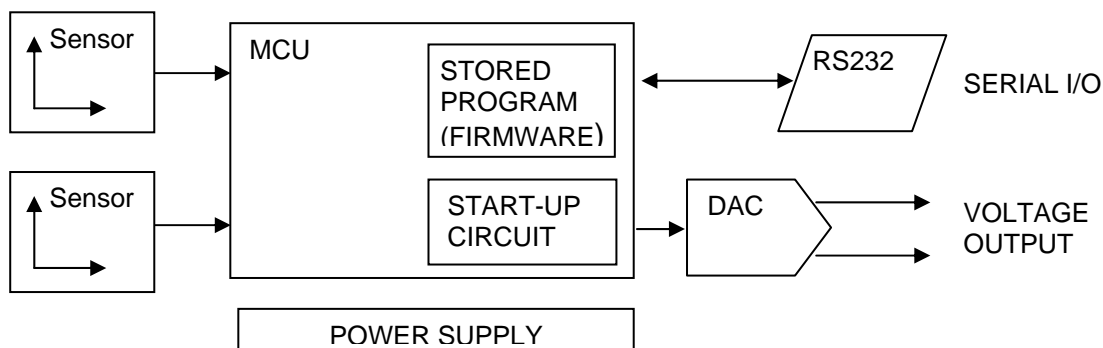 Sensor
MCU
STORED
PROGRAM
(FIRMWARE)
RS232
SERIAL I/O
Sensor
START-UP
CIRCUIT
DAC
VOLTAGE
OUTPUT
POWER SUPPLY